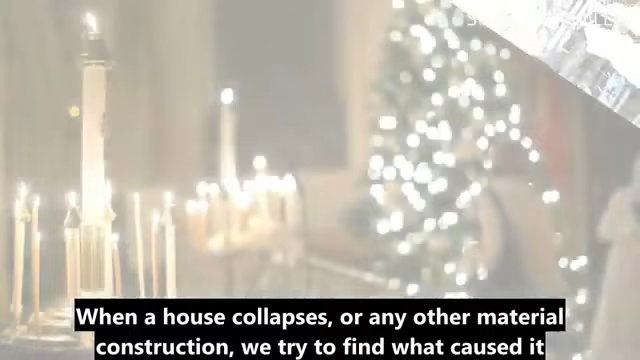 When a house collapses, or any other material
construction, we try to find what caused it